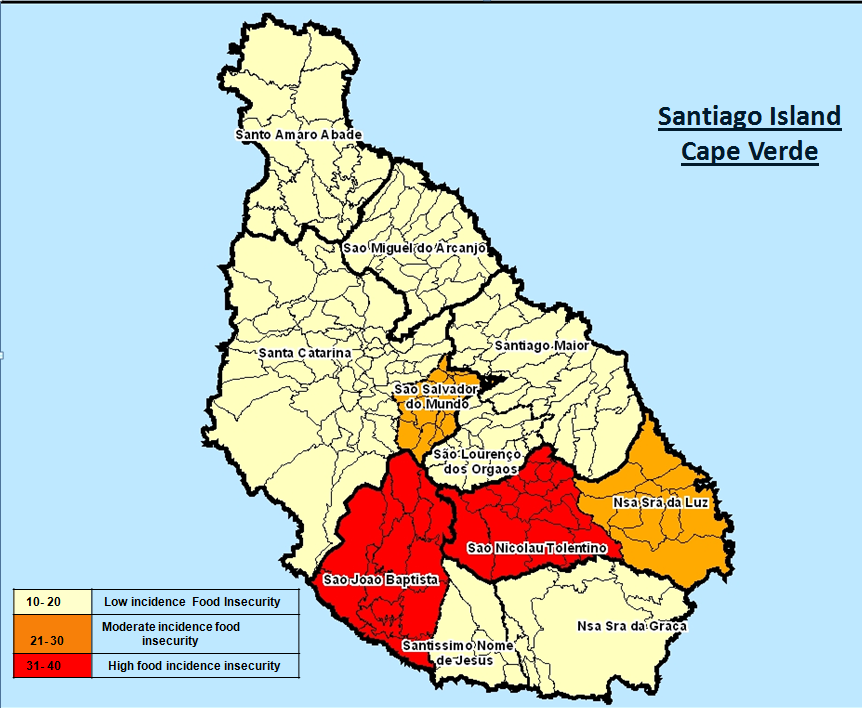 Santiago Island
Cape Verde
Santo Amaro Abade
Sao Miguel do Arcanjo
Santiago Maior
Santa Catarina
Sao Salvador
do Mundo
São Lourenço
dos Orgaos
Nsa Sra da Luz
Sao Nicolau Tolentino
Sao Joao Baptista
Nsa Sra da Graca
Santissimo Nome
de Jesus
10- 20 Low incidence Food Insecurity
21- 30 Moderate incidence food
insecurity
31- 40 High food incidence insecurity